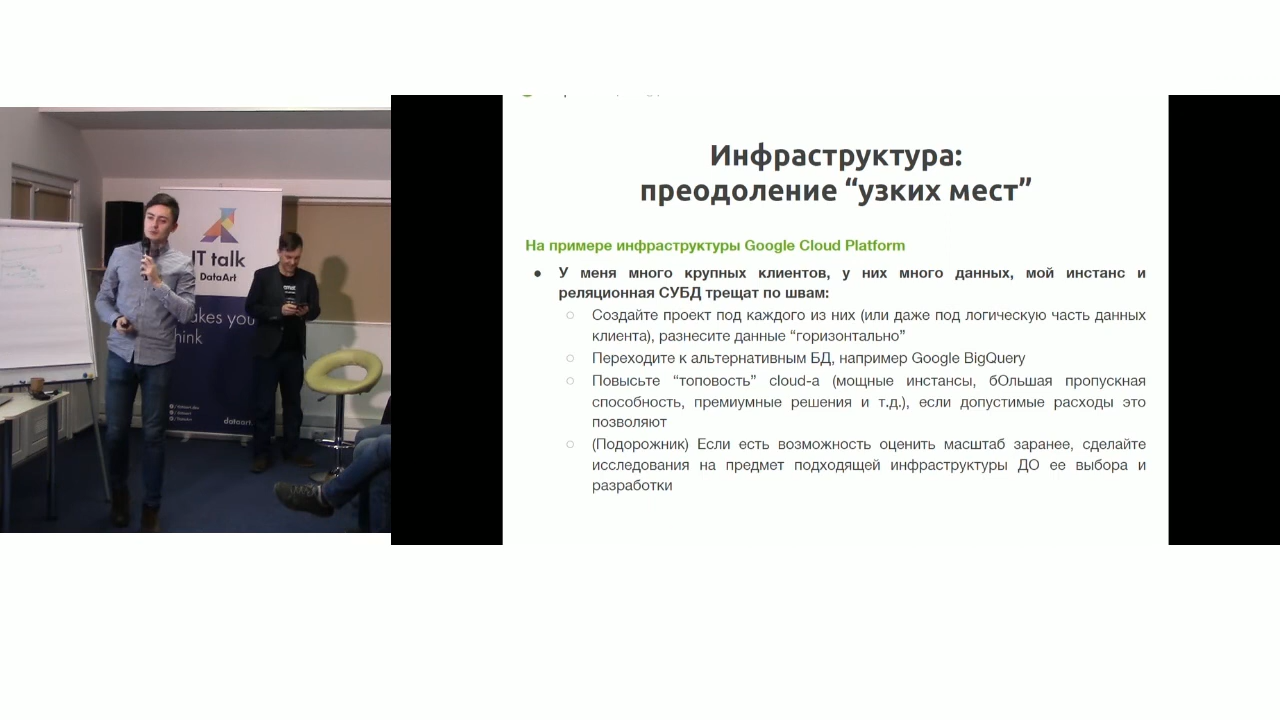 IT talk
DataArt
akes you
hink
dataart.
Инфраструктура:
преодоление “узких мест”
На примере инфраструктуры Google Cloud Platform
● У меня много крупных клиентов, у них много данных, мой инстанс и
реляционная СУБД трещат по швам:
○ Создайте проект под каждого из них (или даже под логическую часть данных
клиента), разнесите данные “горизонтально”
○ Переходите к альтернативным БД, например Google BigQuery
○ Повысьте “топовость” cloud-а (мощные инстансы, бОльшая пропускная
способность, премиумные решения и т.д.), если допустимые расходы это
позволяют
○ (Подорожник) Если есть возможность оценить масштаб заранее, сделайте
исследования на предмет подходящей инфраструктуры ДО ее выбора и
разработки